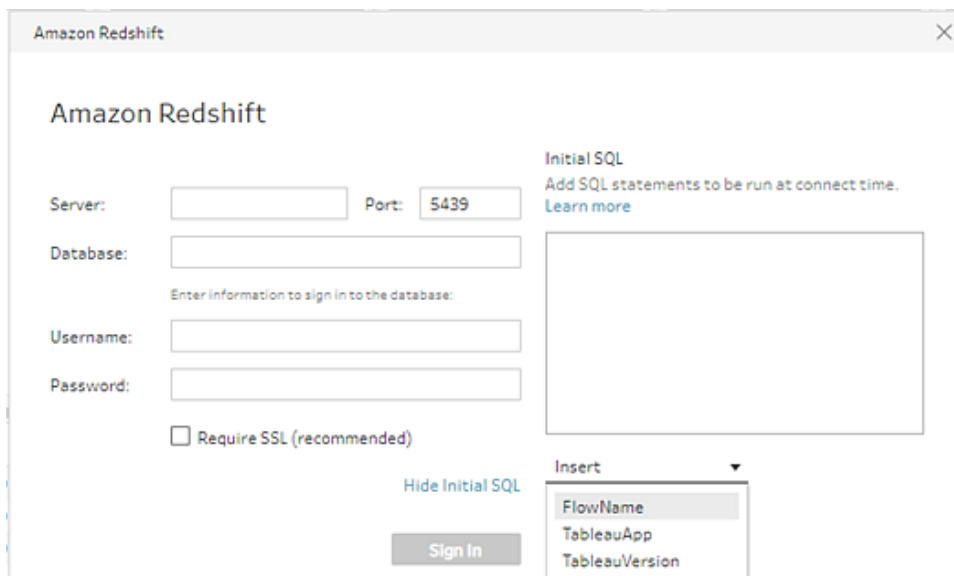 Amazon Redshift
Amazon Redshift
Server:
Port: 5439
Database:
Enter information to sign in to the database:
Username:
Password:
Require SSL (recommended)
Hide Initial SQL
Sign In
Initial SQL
Add SQL statements to be run at connect time.
Learn more
Insert
FlowName
TableauApp
TableauVersion